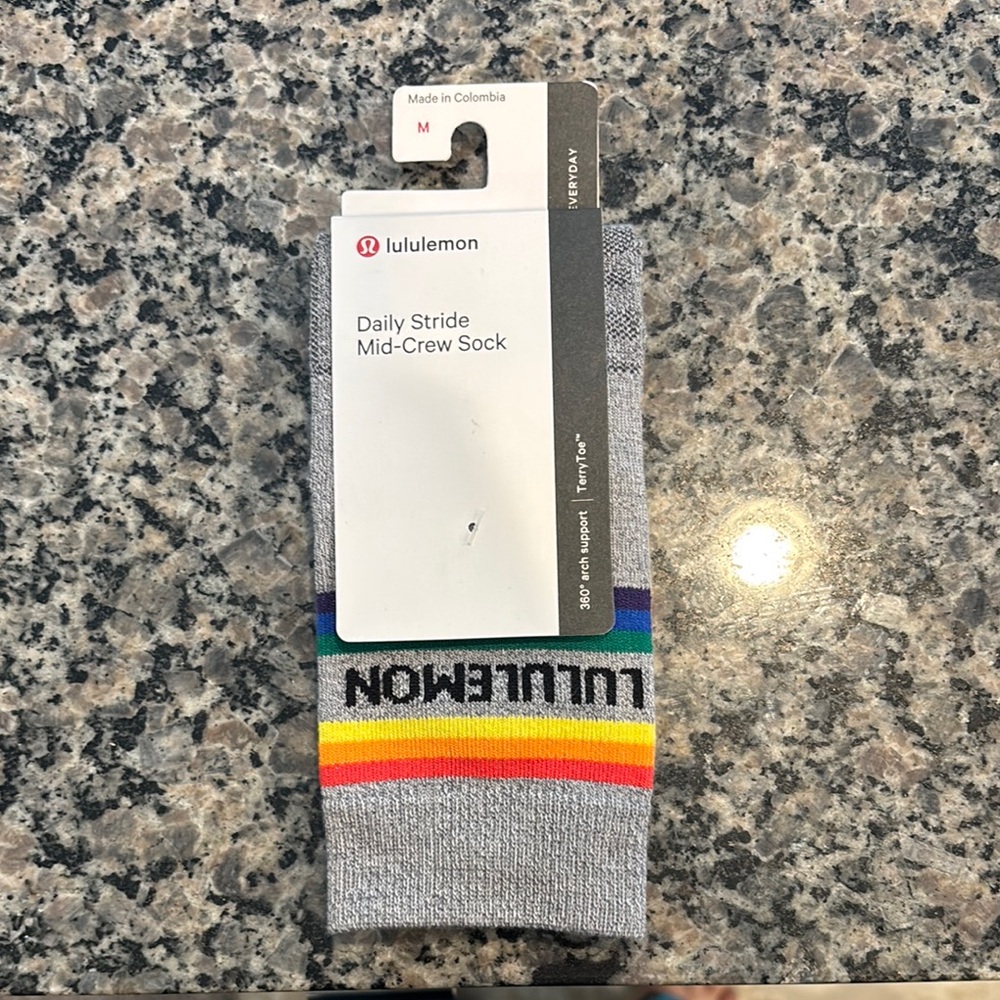 Made in Colombia
M
EVERYDAY
lululemon
Daily Stride
Mid-Crew Sock
360° arch support | TerryToe™
LULULEMON